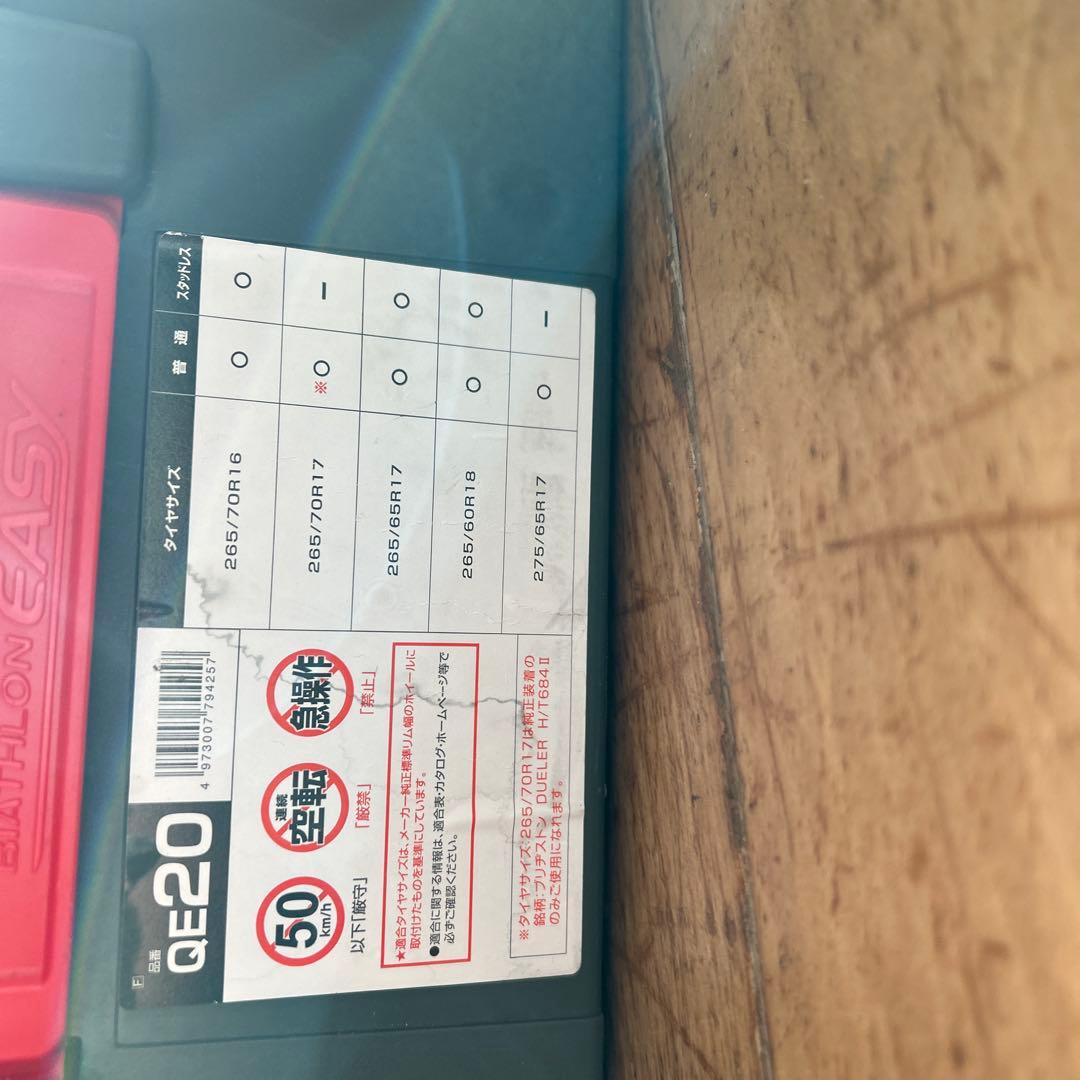 BIATHLON EASY
F
品番
QE20
4 973007 794257
50
km/h
以下「厳守」
連続
空転
「厳禁」
急操作
「禁止」
★適合タイヤサイズは、メーカー純正標準リム幅のホイールに
取付けたものを基準にしています。
●適合に関する情報は、適合表・カタログ・ホームページ等で
必ずご確認ください。
※タイヤサイズ:265/70R17は純正装着の
銘柄:ブリヂストン DUELER H/T684Ⅱ
のみご使用になれます。
タイヤサイズ 普通 スタッドレス
265/70R16 ○ ○
265/70R17 ※○ ー
265/65R17 ○ ○
265/60R18 ○ ○
275/65R17 ○ ー